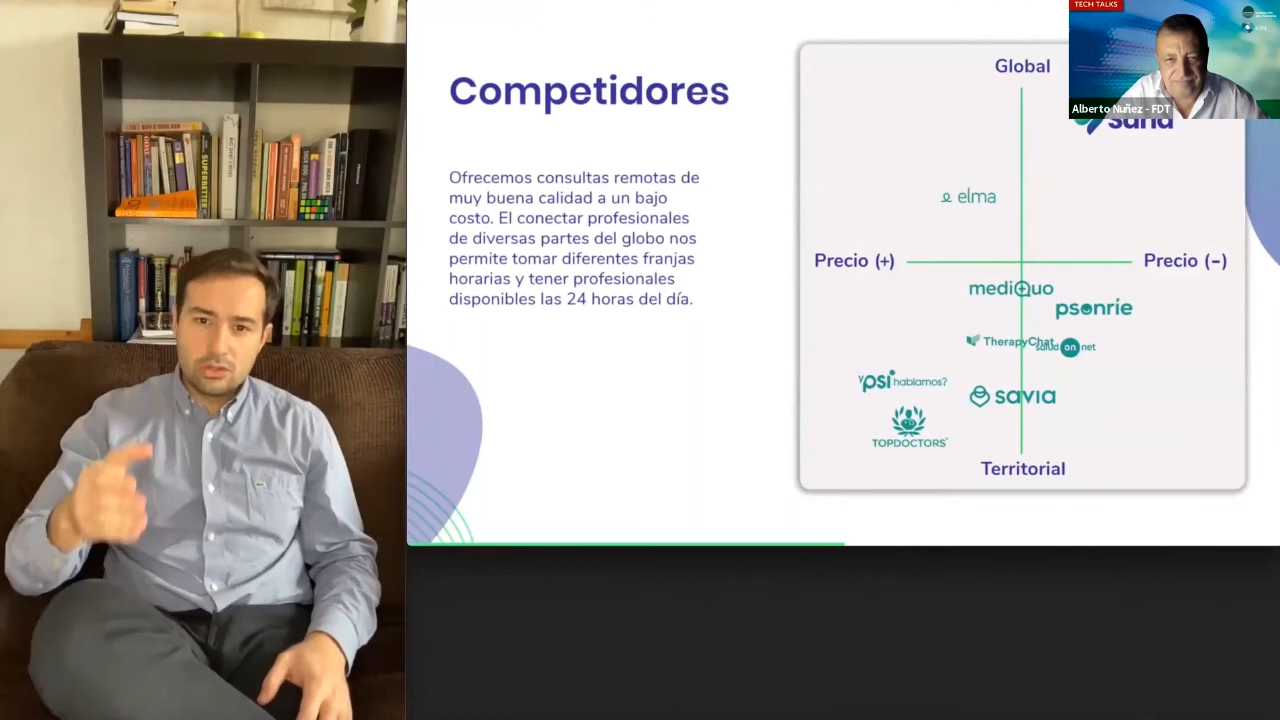 TECH TALKS
Alberto Nuñez - FDT
Competidores
Ofrecemos consultas remotas de
muy buena calidad a un bajo
costo. El conectar profesionales
de diversas partes del globo nos
permite tomar diferentes franjas
horarias y tener profesionales
disponibles las 24 horas del día.
Global
elma
Precio (+)
Precio (-)
mediQuo
psonríe
TherapyChat
salud on net
y psi hablamos?
savia
TOPDOCTORS
Territorial
SUPERBETTER